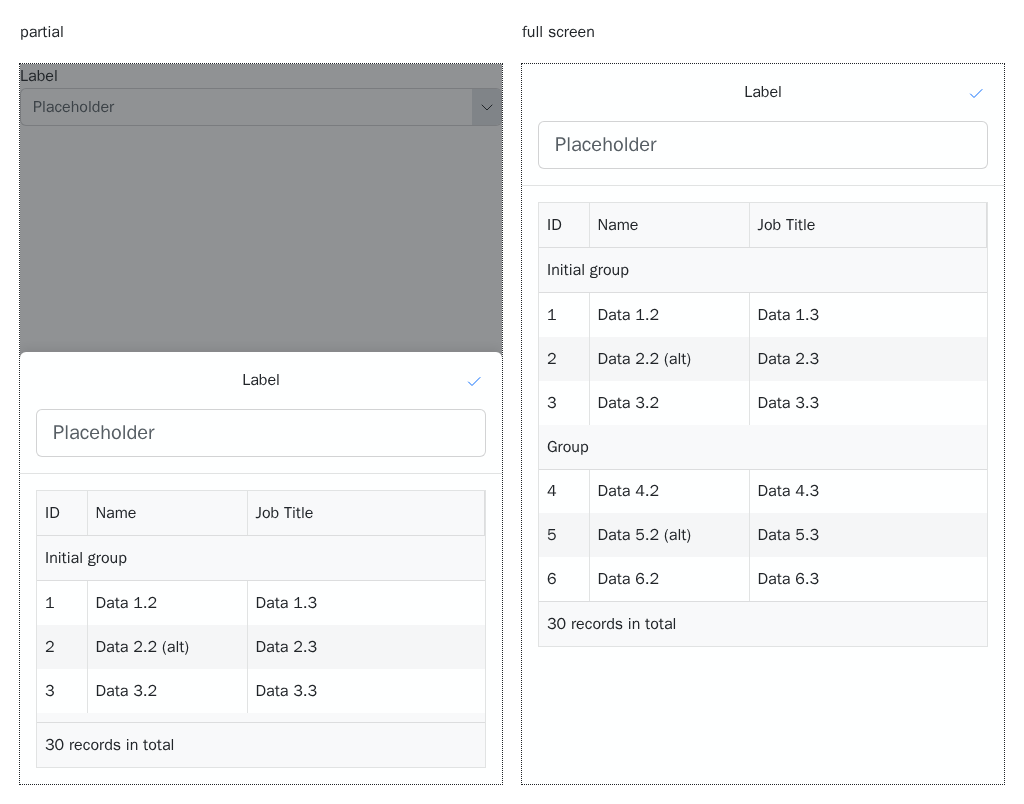 partial
Label
Placeholder
Label
Placeholder
ID Name Job Title
Initial group
1 Data 1.2 Data 1.3
2 Data 2.2 (alt) Data 2.3
3 Data 3.2 Data 3.3
30 records in total
full screen
Label
Placeholder
ID Name Job Title
Initial group
1 Data 1.2 Data 1.3
2 Data 2.2 (alt) Data 2.3
3 Data 3.2 Data 3.3
Group
4 Data 4.2 Data 4.3
5 Data 5.2 (alt) Data 5.3
6 Data 6.2 Data 6.3
30 records in total